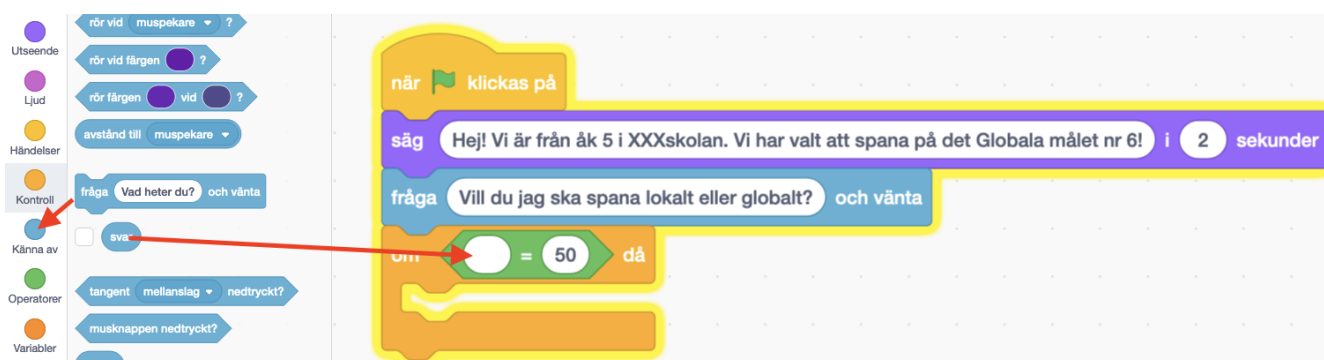 Utseende
Ljud
Händelser
Kontroll
Känna av
Operatorer
Variabler
rör vid muspekare ?
rör vid färgen ?
rör färgen vid ?
avstånd till muspekare
fråga Vad heter du? och vänta
svar
tangent mellanslag nedtryckt?
musknappen nedtryckt?
när klickas på
säg Hej! Vi är från åk 5 i XXXskolan. Vi har valt att spana på det Globala målet nr 6! i 2 sekunder
fråga Vill du jag ska spana lokalt eller globalt? och vänta
om = 50 då